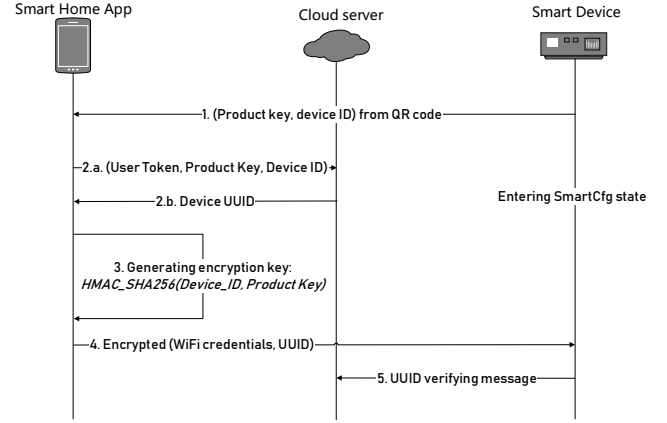 Smart Home App
Cloud server
Smart Device
1. (Product key, device ID) from QR code
2.a. (User Token, Product Key, Device ID)
2.b. Device UUID
Entering SmartCfg state
3. Generating encryption key:
HMAC_SHA256(Device_ID, Product Key)
4. Encrypted (WiFi credentials, UUID)
5. UUID verifying message